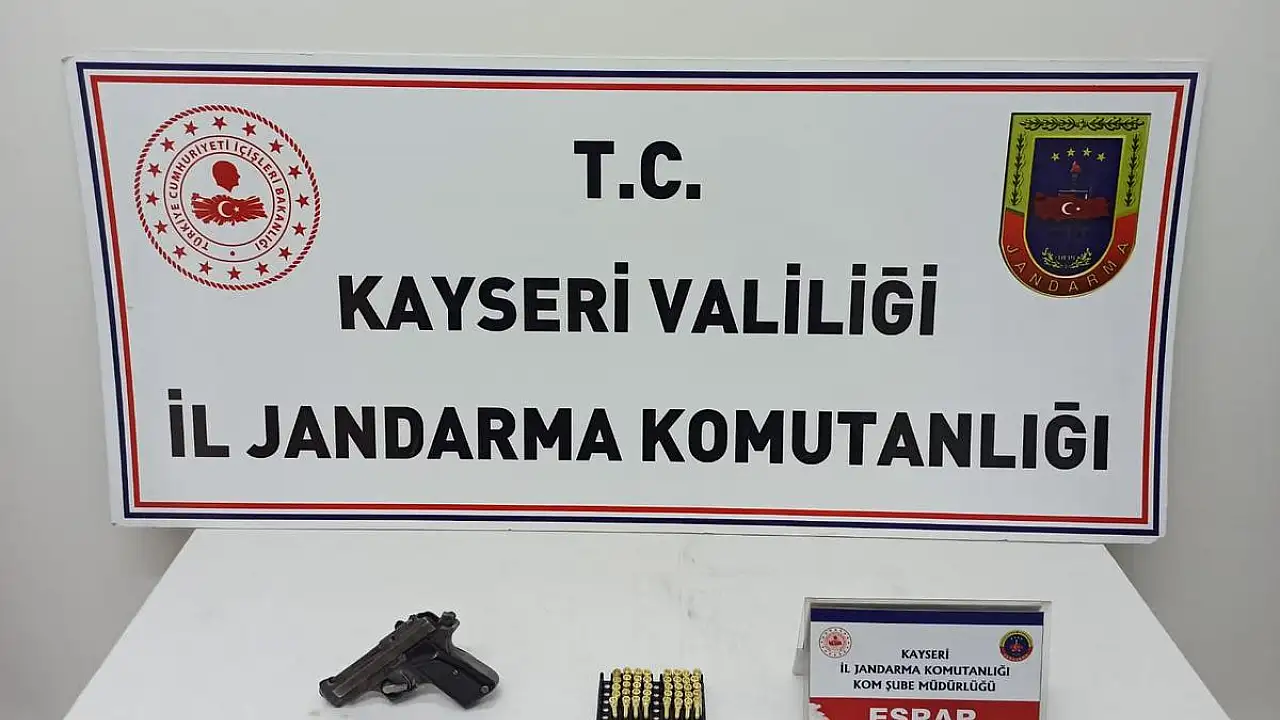 TÜRKİYE CUMHURİYETİ İÇİŞLERİ BAKANLIĞI
JANDARMA
T.C.
KAYSERİ VALİLİĞİ
İL JANDARMA KOMUTANLIĞI
KAYSERİ
İL JANDARMA KOMUTANLIĞI
KOM ŞUBE MÜDÜRLÜĞÜ